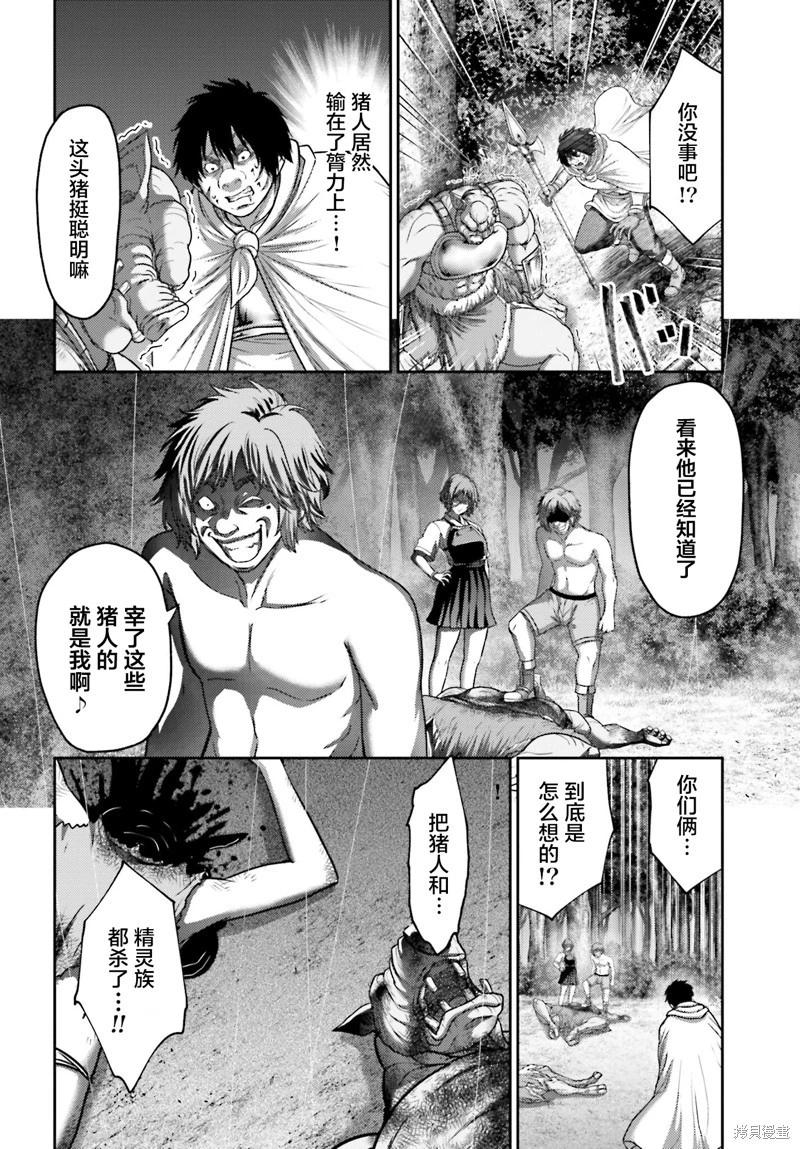 你没事吧!?
猪人居然
输在了膂力上…!
这头猪挺聪明嘛
看来他已经知道了
宰了这些
猪人的
就是我啊♪
你们俩…
到底是
怎么想的!?
把猪人和…
精灵族
都杀了…!!
拷貝漫畫